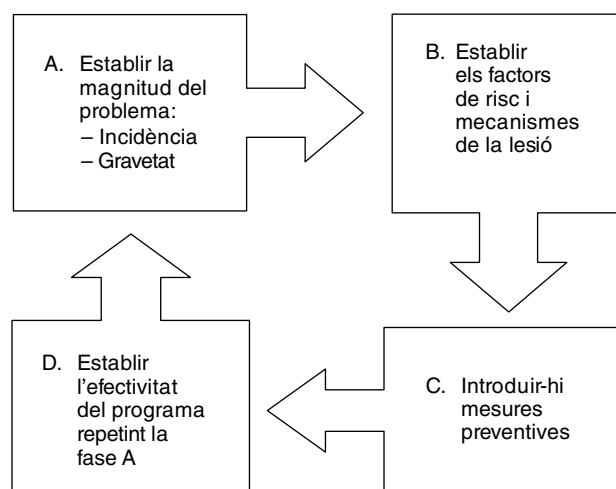 A. Establir la
magnitud del
problema:
– Incidència
– Gravetat
B. Establir
els factors
de risc i
mecanismes
de la lesió
C. Introduir-hi
mesures
preventives
D. Establir
l’efectivitat
del programa
repetint la
fase A